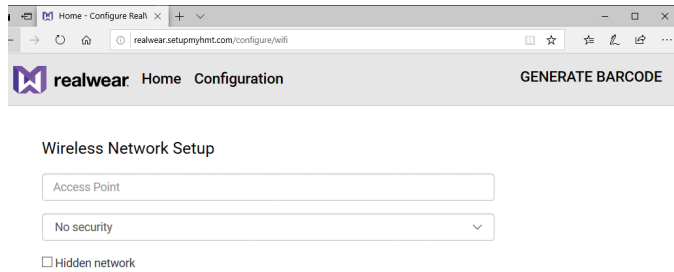 Home - Configure Realv
realwear.setupmyhmt.com/configure/wifi
realwear. Home Configuration GENERATE BARCODE
Wireless Network Setup
Access Point
No security
Hidden network